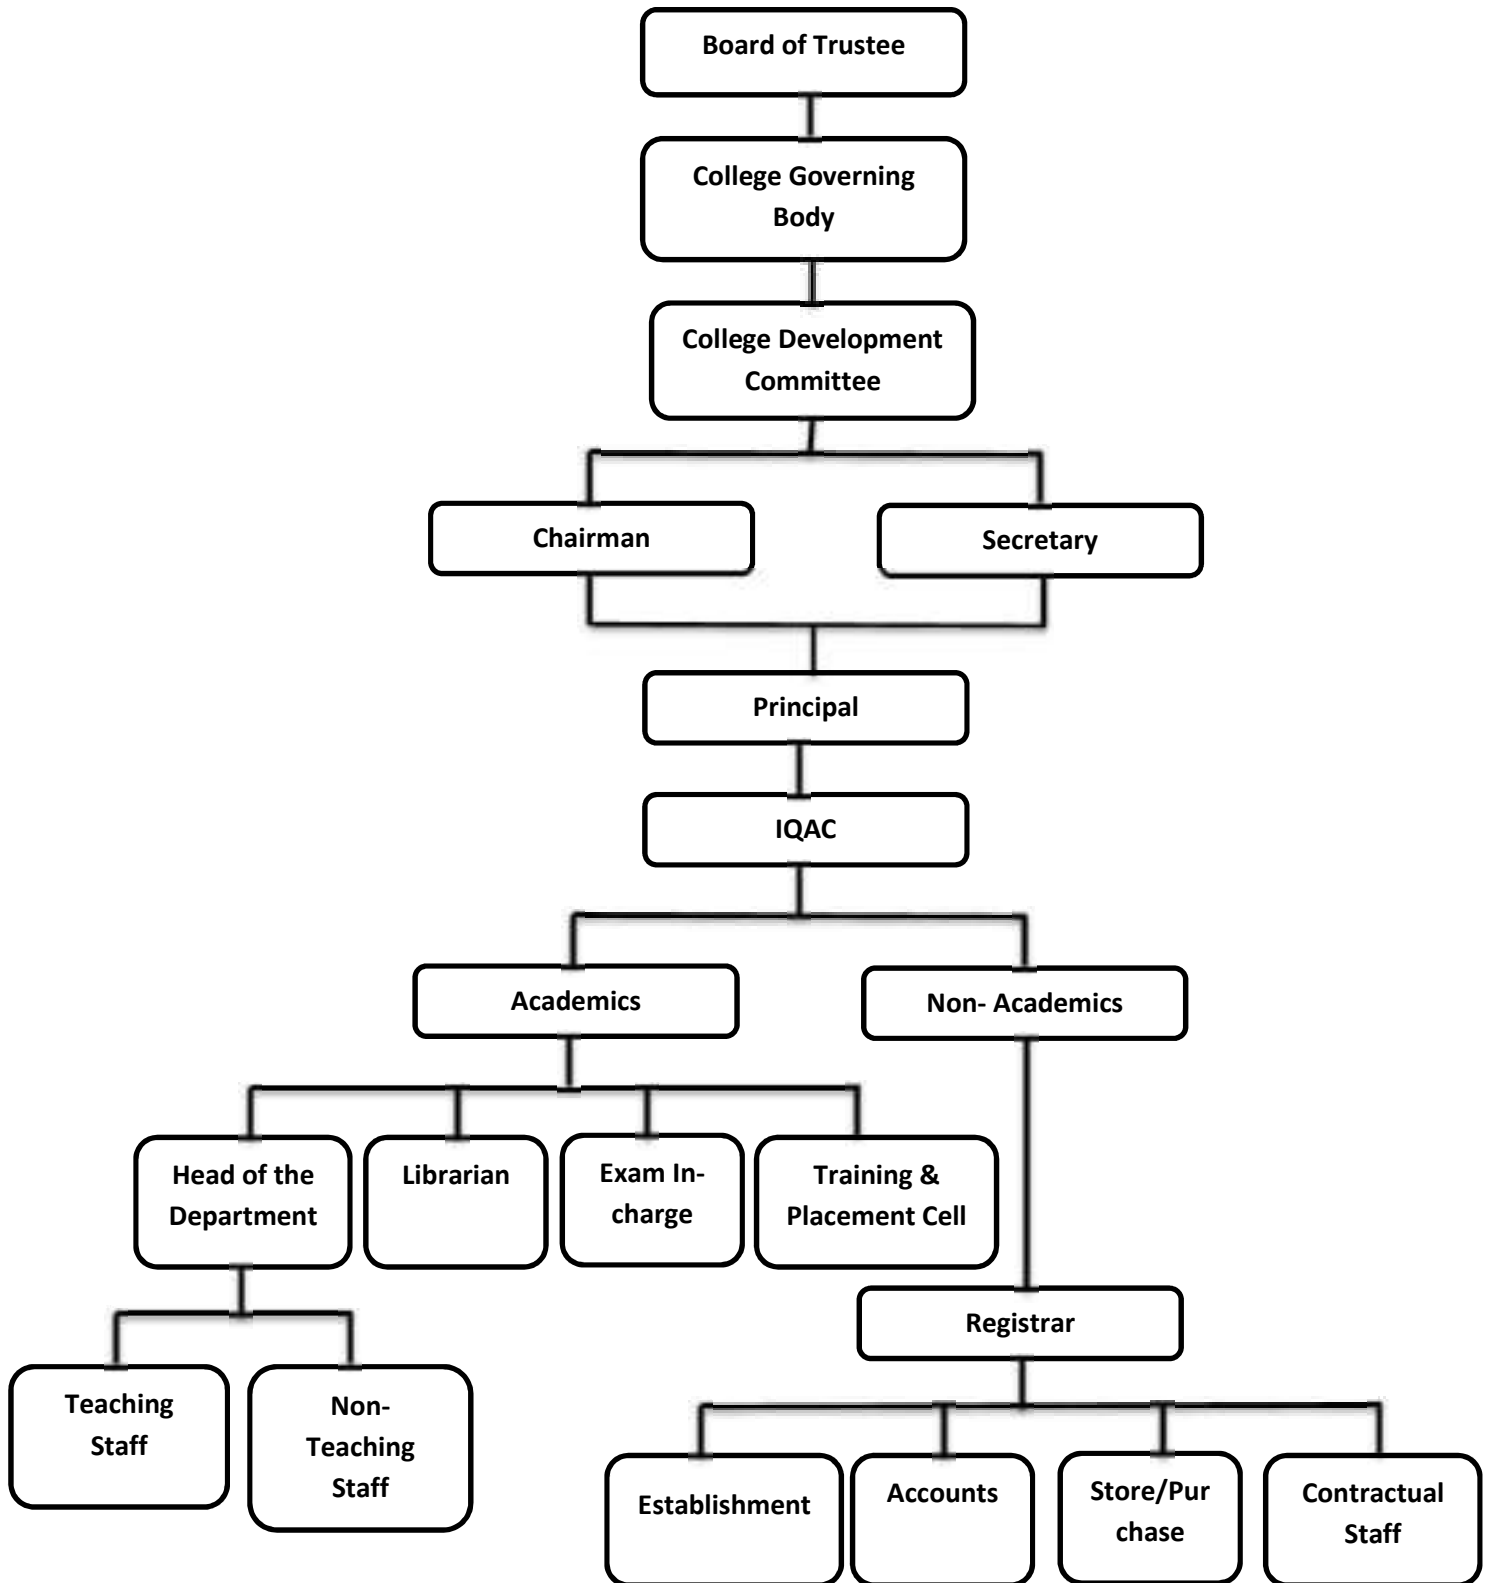 Board of Trustee
College Governing
Body
College Development
Committee
Chairman
Secretary
Principal
IQAC
Academics
Non- Academics
Head of the
Department
Librarian
Exam In-
charge
Training &
Placement Cell
Registrar
Teaching
Staff
Non-
Teaching
Staff
Establishment
Accounts
Store/Pur
chase
Contractual
Staff